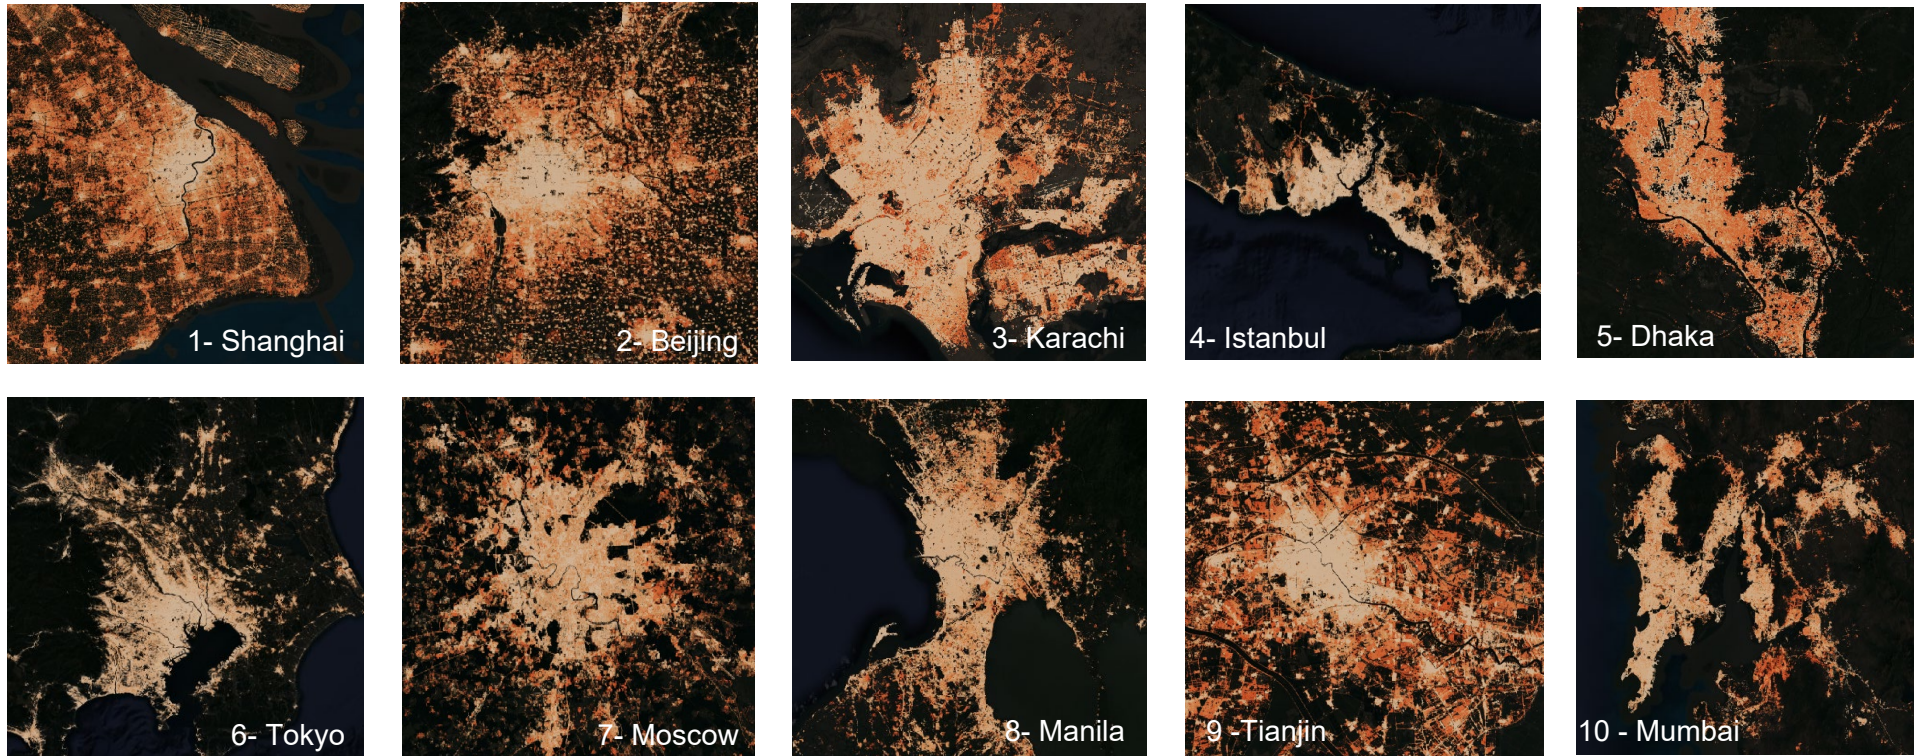 1- Shanghai
2- Beijing
3- Karachi
4- Istanbul
5- Dhaka
6- Tokyo
7- Moscow
8- Manila
9 -Tianjin
10 - Mumbai